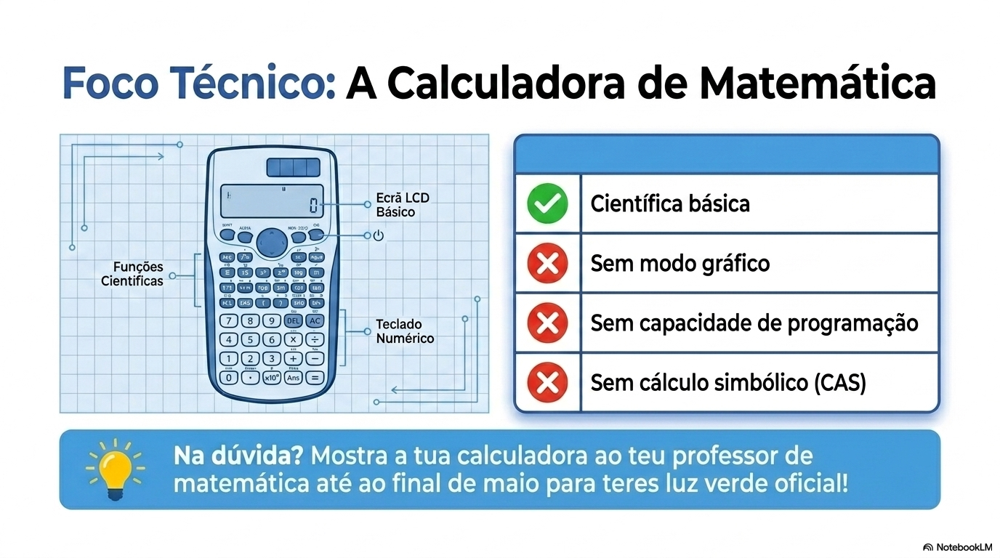 Foco Técnico: A Calculadora de Matemática
Ecrã LCD
Básico
Funções
Cientificas
Teclado
Numérico
0
7 8 9 DEL AC
4 5 6 × ÷
1 2 3 + −
0 . x10ˣ Ans =
Científica básica
Sem modo gráfico
Sem capacidade de programação
Sem cálculo simbólico (CAS)
Na dúvida? Mostra a tua calculadora ao teu professor de
matemática até ao final de maio para teres luz verde oficial!
NotebookLM